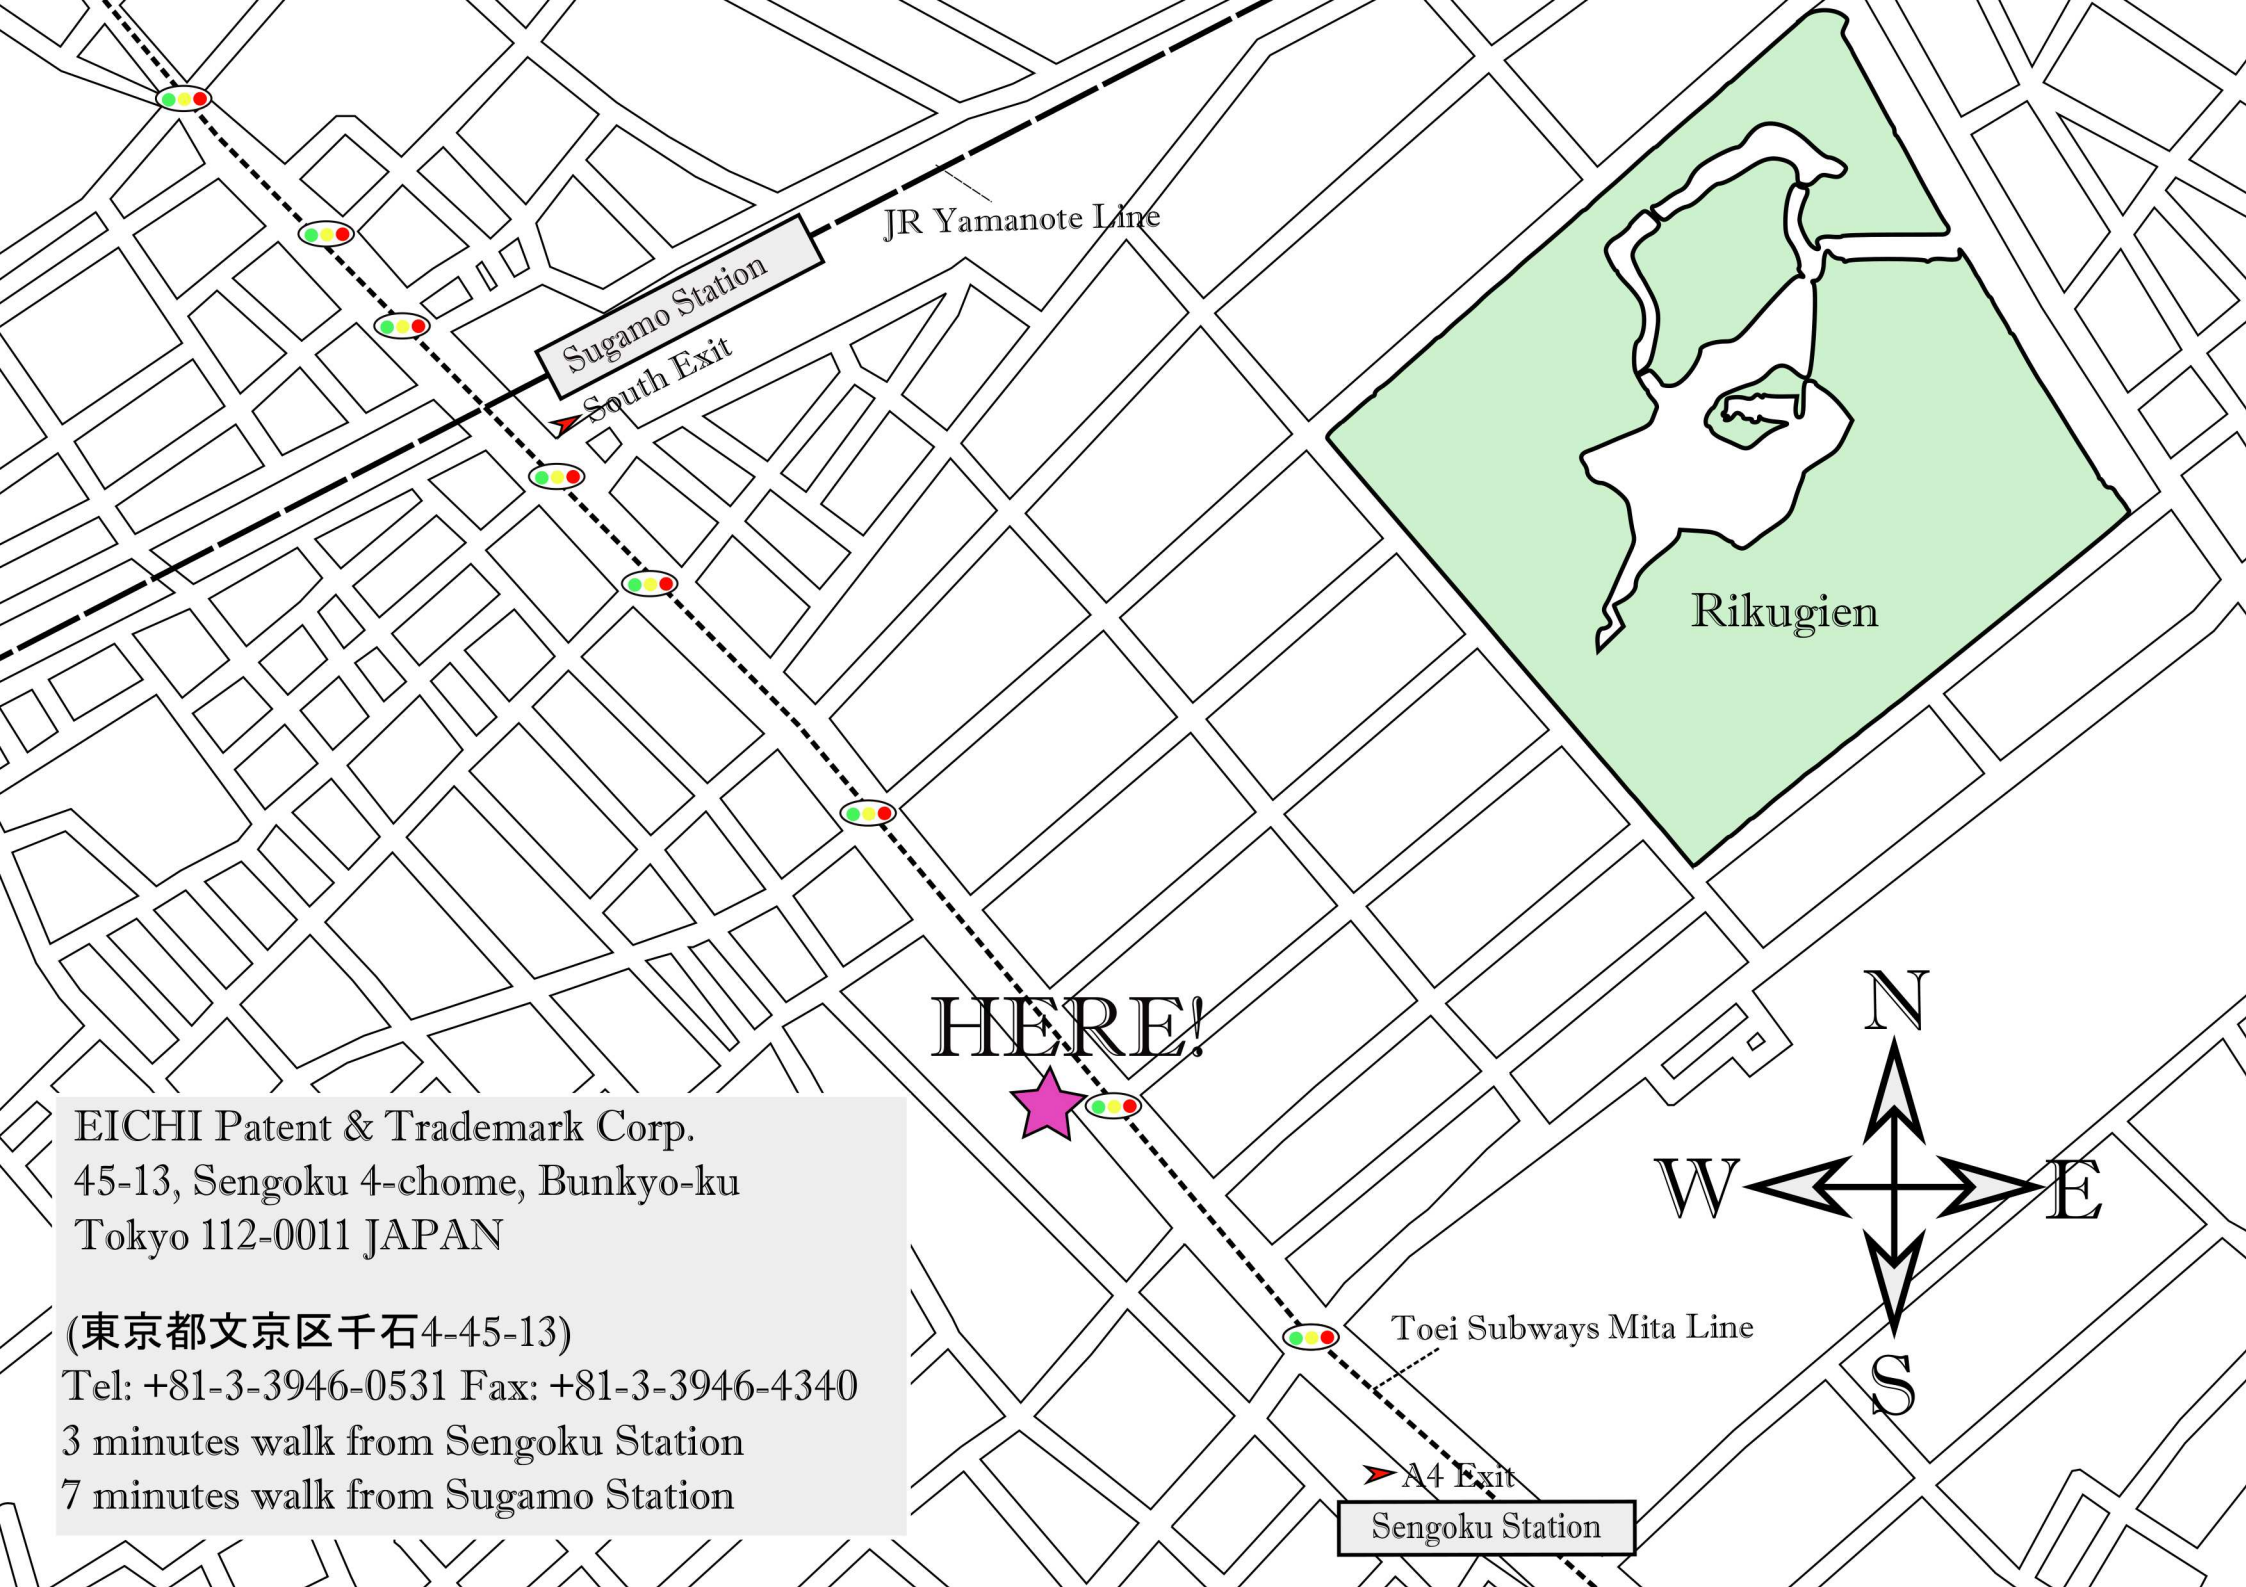 JR Yamanote Line
Sugamo Station
South Exit
Rikugien
HERE!
N
W
E
S
EICHI Patent & Trademark Corp.
45-13, Sengoku 4-chome, Bunkyo-ku
Tokyo 112-0011 JAPAN
(東京都文京区千石4-45-13)
Tel: +81-3-3946-0531 Fax: +81-3-3946-4340
3 minutes walk from Sengoku Station
7 minutes walk from Sugamo Station
Toei Subways Mita Line
A4 Exit
Sengoku Station